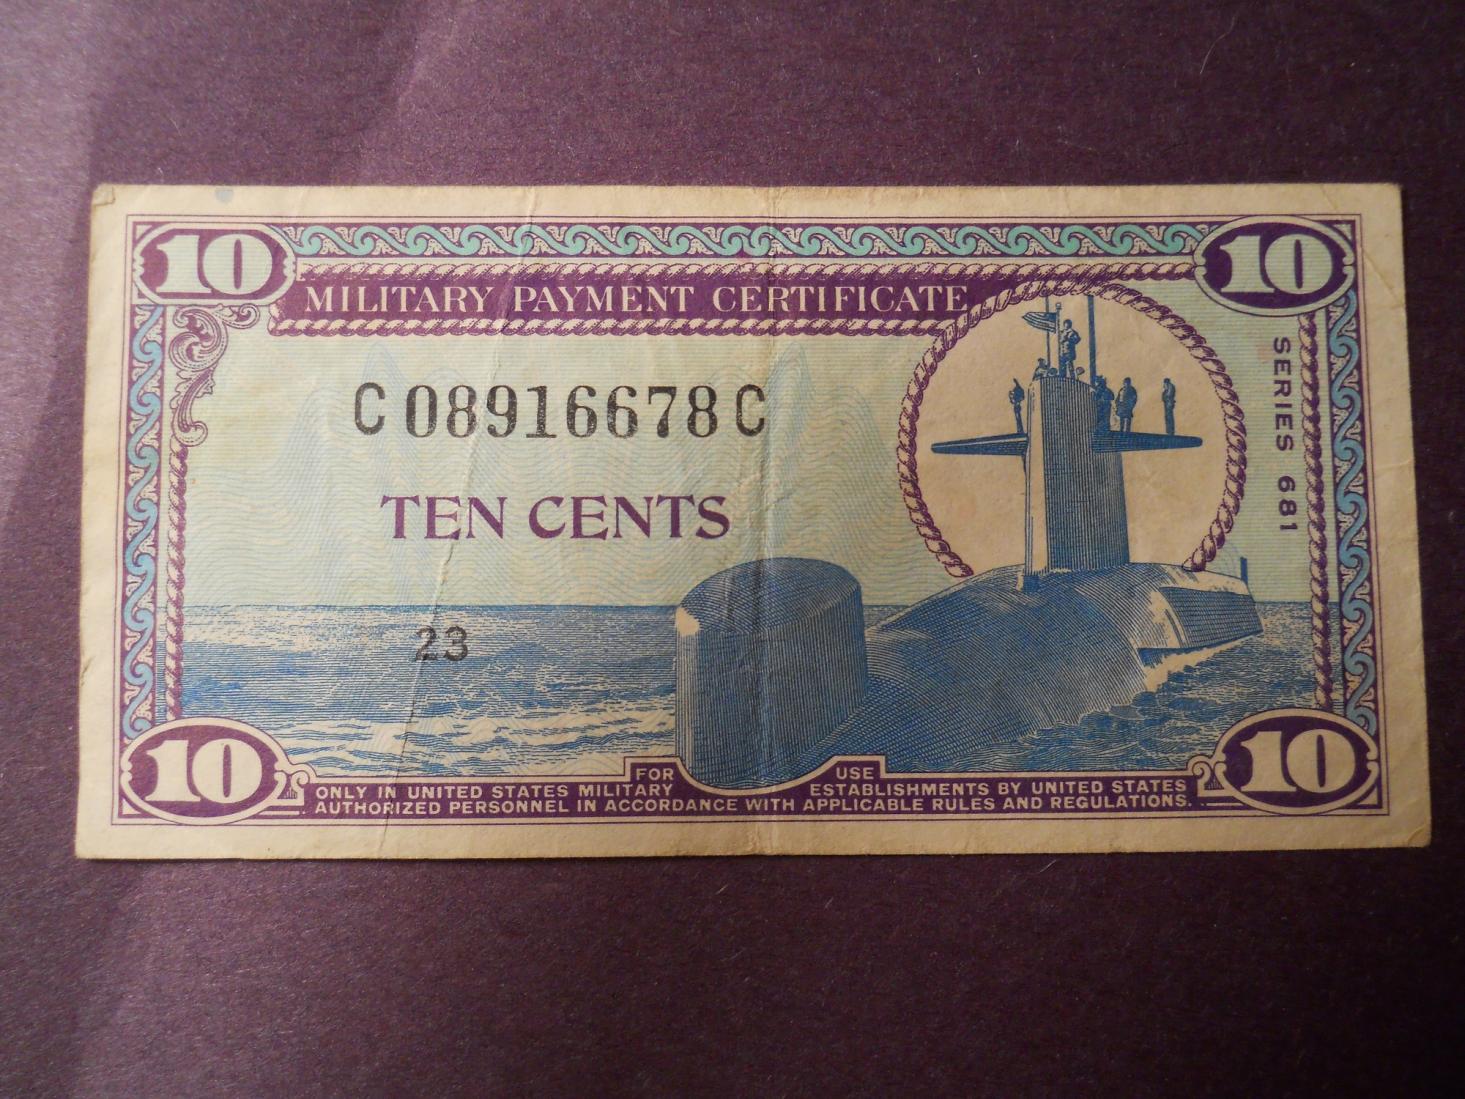 10 10
MILITARY PAYMENT CERTIFICATE
SERIES 681
C08916678C
TEN CENTS
23
10 10
FOR USE
ONLY IN UNITED STATES MILITARY ESTABLISHMENTS BY UNITED STATES
AUTHORIZED PERSONNEL IN ACCORDANCE WITH APPLICABLE RULES AND REGULATIONS.